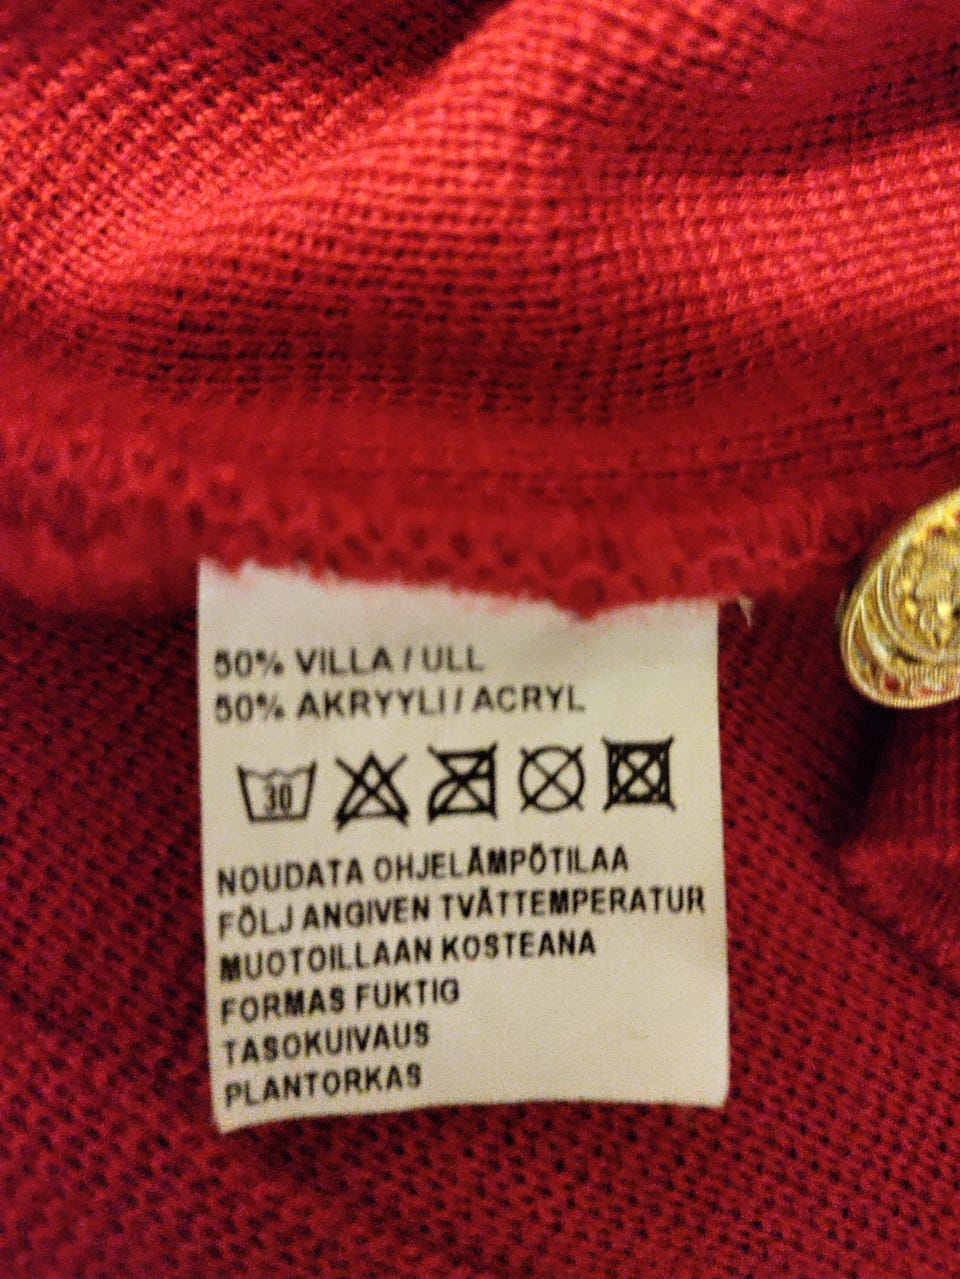 50% VILLA / ULL
50% AKRYYLI / ACRYL
30
NOUDATA OHJELÄMPÖTILAA
FÖLJ ANGIVEN TVÄTTEMPERATUR
MUOTOILLAAN KOSTEANA
FORMAS FUKTIG
TASOKUIVAUS
PLANTORKAS